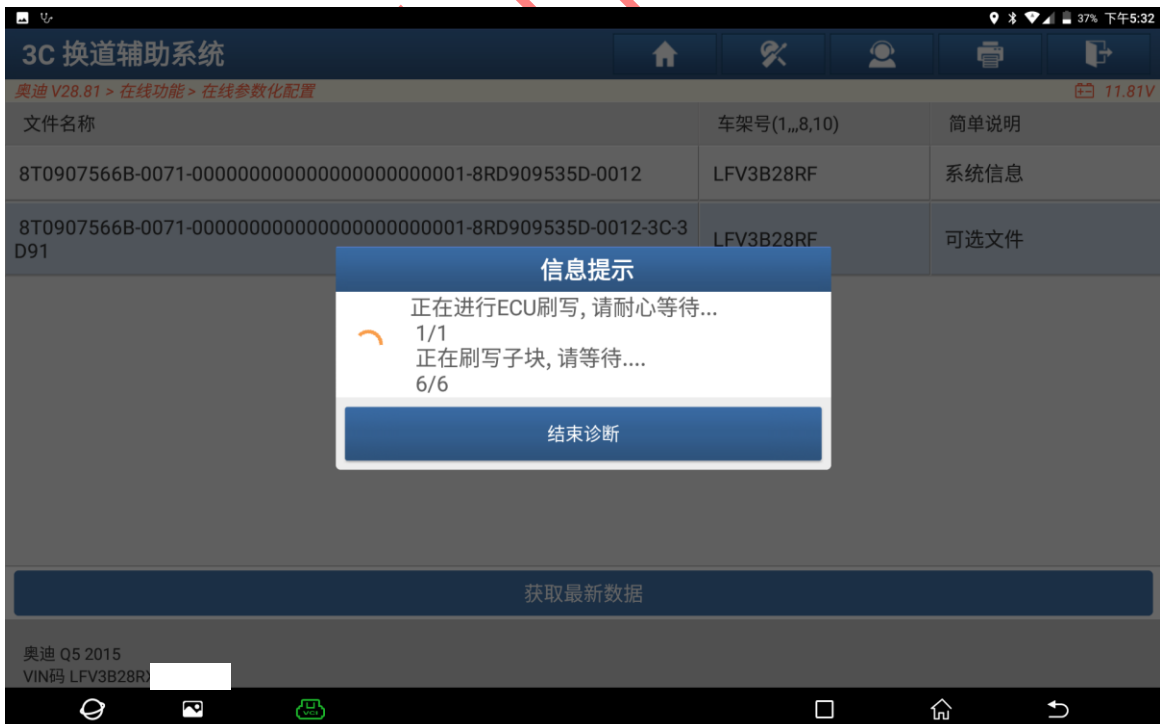 37% 下午5:32
3C 换道辅助系统
奥迪 V28.81 > 在线功能 > 在线参数化配置
11.81V
文件名称 车架号(1,,,8,10) 简单说明
8T0907566B-0071-0000000000000000000000001-8RD909535D-0012 LFV3B28RF 系统信息
8T0907566B-0071-0000000000000000000000001-8RD909535D-0012-3C-3
D91 LFV3B28RF 可选文件
信息提示
正在进行ECU刷写, 请耐心等待...
1/1
正在刷写子块, 请等待....
6/6
结束诊断
获取最新数据
奥迪 Q5 2015
VIN码 LFV3B28RX
VCI